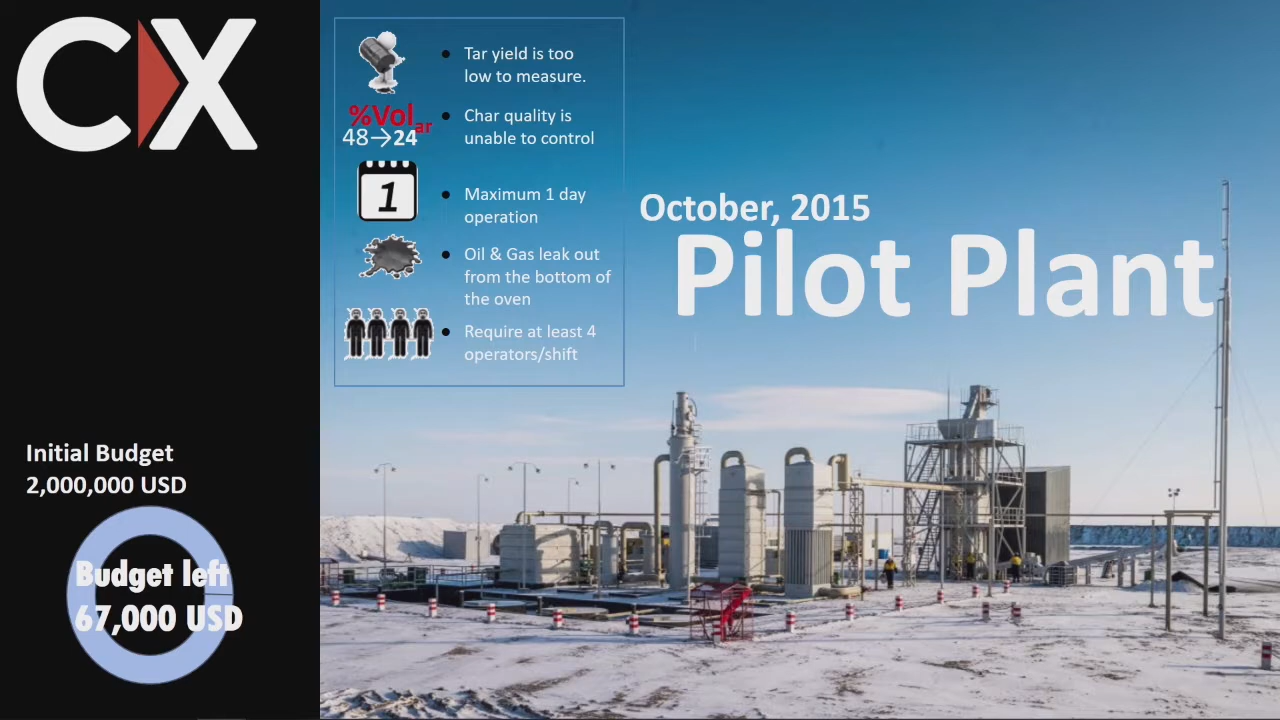 CX
Tar yield is too
low to measure.
%Volar
48→24
Char quality is
unable to control
1
Maximum 1 day
operation
Oil & Gas leak out
from the bottom of
the oven
Require at least 4
operators/shift
October, 2015
Pilot Plant
Initial Budget
2,000,000 USD
Budget left
67,000 USD